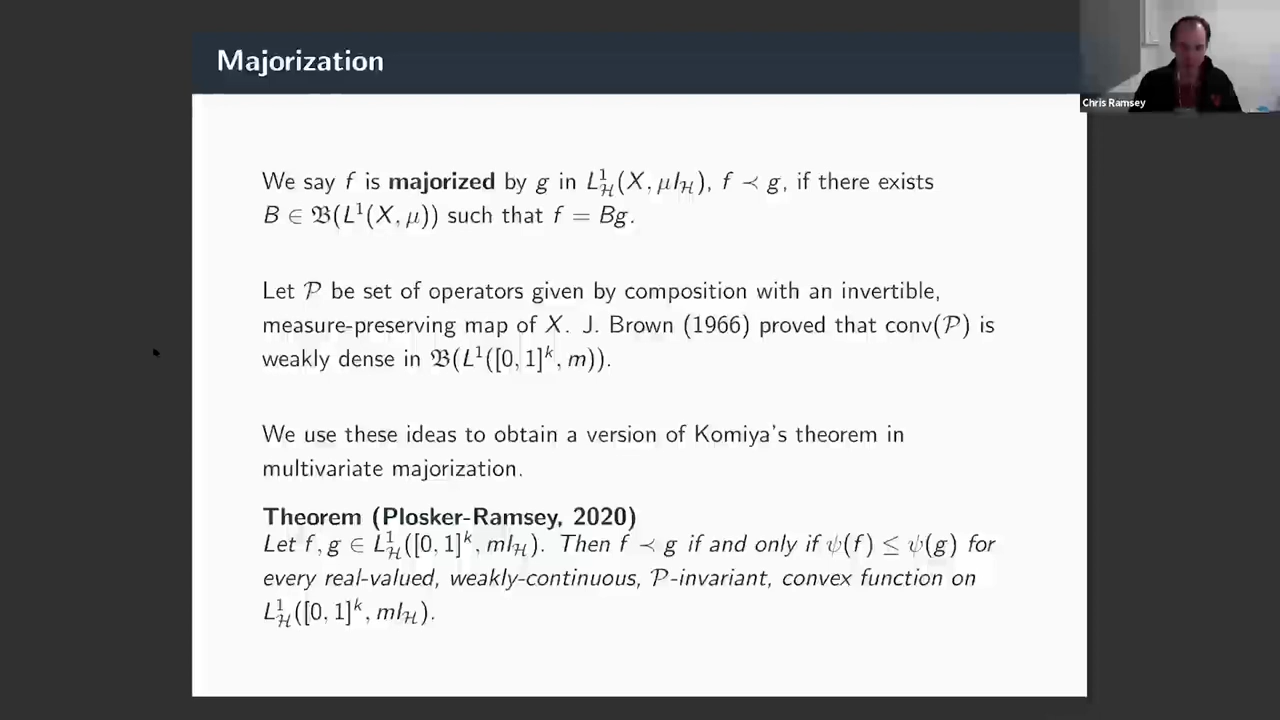 Majorization
Chris Ramsey
We say f is majorized by g in L¹_ℋ(X, μI_ℋ), f ≺ g, if there exists
B ∈ 𝔅(L¹(X, μ)) such that f = Bg.
Let 𝒫 be set of operators given by composition with an invertible,
measure-preserving map of X. J. Brown (1966) proved that conv(𝒫) is
weakly dense in 𝔅(L¹([0, 1]ᵏ, m)).
We use these ideas to obtain a version of Komiya's theorem in
multivariate majorization.
Theorem (Plosker-Ramsey, 2020)
Let f, g ∈ L¹_ℋ([0, 1]ᵏ, mI_ℋ). Then f ≺ g if and only if ψ(f) ≤ ψ(g) for
every real-valued, weakly-continuous, 𝒫-invariant, convex function on
L¹_ℋ([0, 1]ᵏ, mI_ℋ).